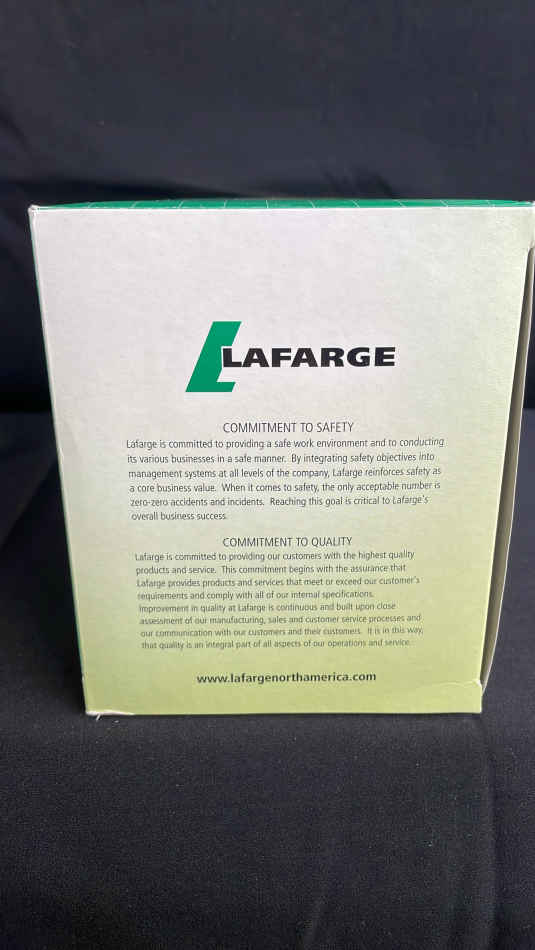 LAFARGE
COMMITMENT TO SAFETY
Lafarge is committed to providing a safe work environment and to conducting
its various businesses in a safe manner. By integrating safety objectives into
management systems at all levels of the company, Lafarge reinforces safety as
a core business value. When it comes to safety, the only acceptable number is
zero-zero accidents and incidents. Reaching this goal is critical to Lafarge's
overall business success.
COMMITMENT TO QUALITY
Lafarge is committed to providing our customers with the highest quality
products and service. This commitment begins with the assurance that
Lafarge provides products and services that meet or exceed our customer's
requirements and comply with all of our internal specifications.
Improvement in quality at Lafarge is continuous and built upon close
assessment of our manufacturing, sales and customer service processes and
our communication with our customers and their customers. It is in this way,
that quality is an integral part of all aspects of our operations and service.
www.lafargenorthamerica.com